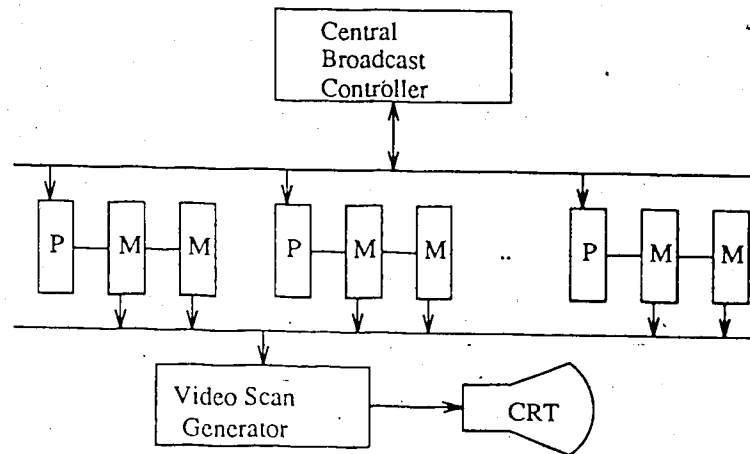 Central
Broadcast
Controller
P M M P M M .. P M M
Video Scan
Generator
CRT